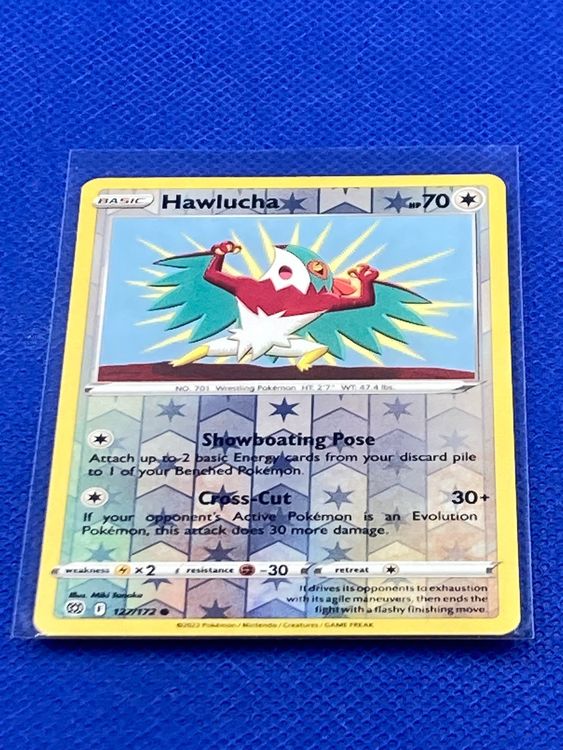 BASIC Hawlucha HP 70
NO. 701 Wrestling Pokémon HT: 2'7" WT: 47.4 lbs.
Showboating Pose
Attach up to 2 basic Energy cards from your discard pile
to 1 of your Benched Pokémon.
Cross-Cut 30+
If your opponent's Active Pokémon is an Evolution
Pokémon, this attack does 30 more damage.
weakness ×2 resistance -30 retreat
Illus. Miki Tanaka
It drives its opponents to exhaustion
with its agile maneuvers, then ends the
fight with a flashy finishing move.
F 127/172
©2022 Pokémon / Nintendo / Creatures / GAME FREAK